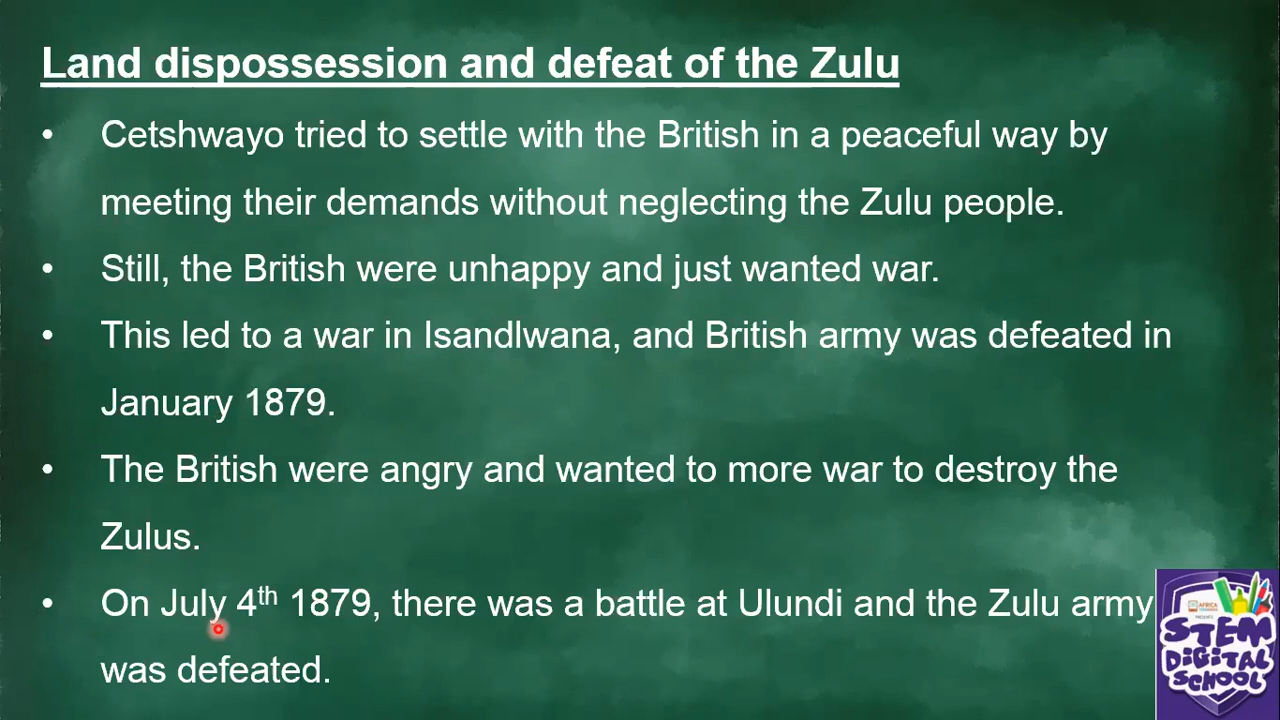 Land dispossession and defeat of the Zulu
• Cetshwayo tried to settle with the British in a peaceful way by
meeting their demands without neglecting the Zulu people.
• Still, the British were unhappy and just wanted war.
• This led to a war in Isandlwana, and British army was defeated in
January 1879.
• The British were angry and wanted to more war to destroy the
Zulus.
• On July 4th 1879, there was a battle at Ulundi and the Zulu army
was defeated.
AFRICA
PRESENTS
STEM
DIGITAL
SCHOOL